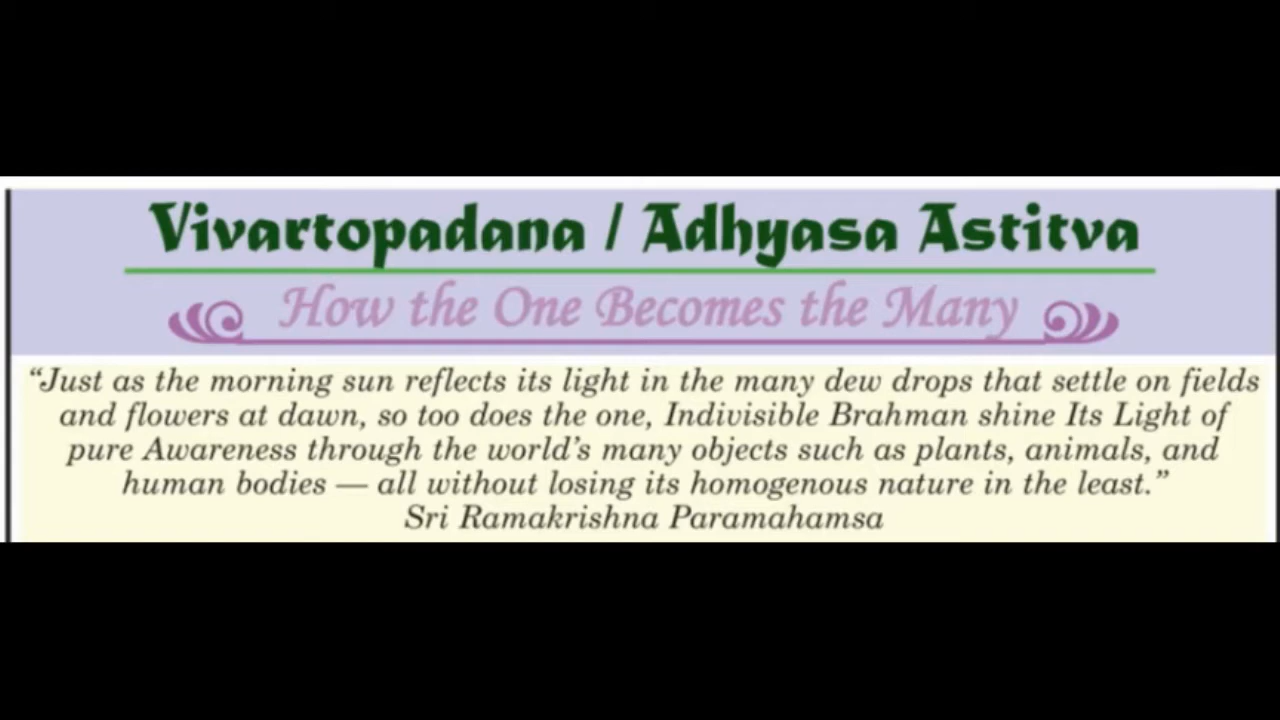 Vivartopadana / Adhyasa Astitva
How the One Becomes the Many
“Just as the morning sun reflects its light in the many dew drops that settle on fields
and flowers at dawn, so too does the one, Indivisible Brahman shine Its Light of
pure Awareness through the world’s many objects such as plants, animals, and
human bodies — all without losing its homogenous nature in the least.”
Sri Ramakrishna Paramahamsa